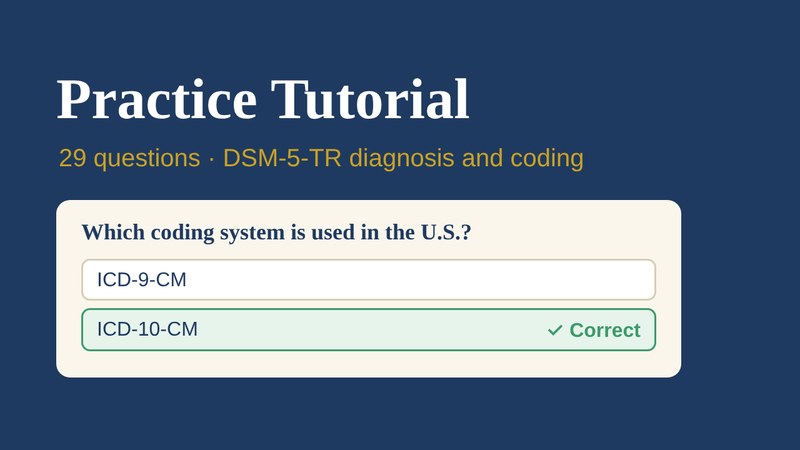 Practice Tutorial
29 questions · DSM-5-TR diagnosis and coding
Which coding system is used in the U.S.?
ICD-9-CM
ICD-10-CM ✓ Correct